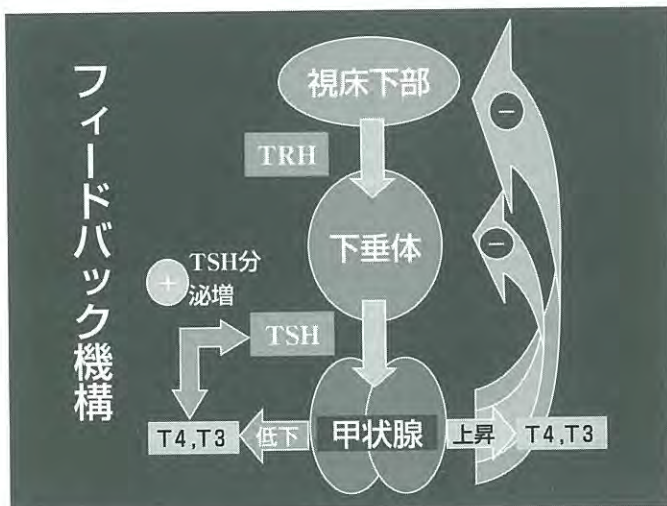 フィードバック機構
視床下部
TRH
下垂体
+
TSH分
泌増
TSH
甲状腺
低下
T4,T3
上昇
T4,T3
−
−